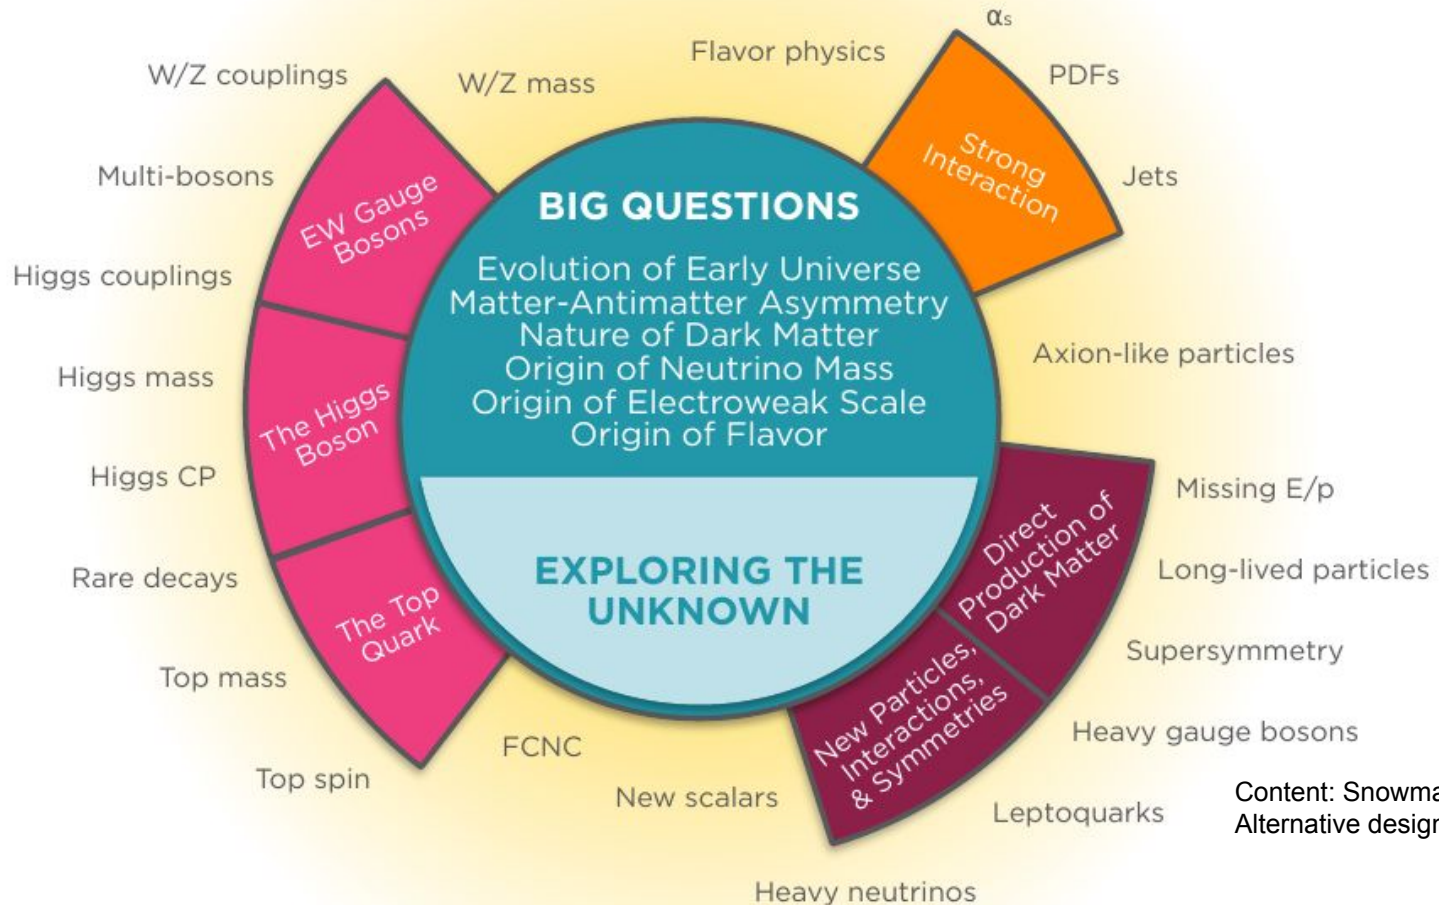 αs
Flavor physics
PDFs
W/Z couplings
W/Z mass
Strong
Interaction
Multi-bosons
Jets
EW Gauge
Bosons
BIG QUESTIONS
Evolution of Early Universe
Matter-Antimatter Asymmetry
Nature of Dark Matter
Origin of Neutrino Mass
Origin of Electroweak Scale
Origin of Flavor
Higgs couplings
Axion-like particles
Higgs mass
The Higgs
Boson
Higgs CP
Missing E/p
Direct
Production of
Dark Matter
EXPLORING THE
UNKNOWN
Rare decays
Long-lived particles
The Top
Quark
Supersymmetry
Top mass
New Particles,
Interactions,
& Symmetries
Heavy gauge bosons
FCNC
Top spin
New scalars
Leptoquarks
Content: Snowma
Alternative design
Heavy neutrinos